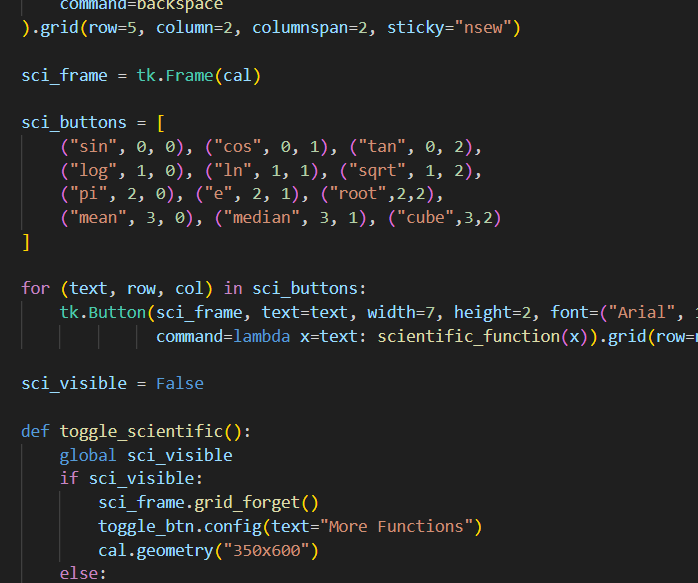 command=backspace
).grid(row=5, column=2, columnspan=2, sticky="nsew")
sci_frame = tk.Frame(cal)
sci_buttons = [
("sin", 0, 0), ("cos", 0, 1), ("tan", 0, 2),
("log", 1, 0), ("ln", 1, 1), ("sqrt", 1, 2),
("pi", 2, 0), ("e", 2, 1), ("root",2,2),
("mean", 3, 0), ("median", 3, 1), ("cube",3,2)
]
for (text, row, col) in sci_buttons:
tk.Button(sci_frame, text=text, width=7, height=2, font=("Arial",
command=lambda x=text: scientific_function(x)).grid(row=
sci_visible = False
def toggle_scientific():
global sci_visible
if sci_visible:
sci_frame.grid_forget()
toggle_btn.config(text="More Functions")
cal.geometry("350x600")
else: